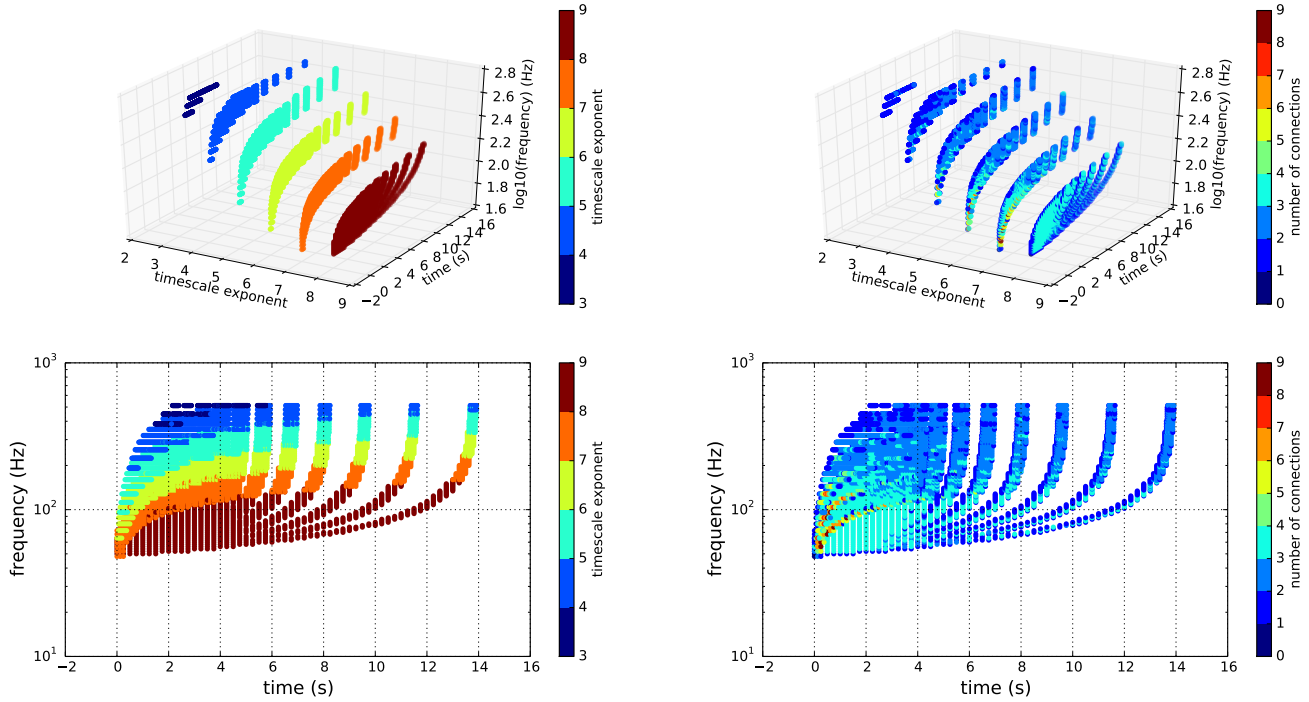 9
8
7
6
5
4
3
timescale exponent
2.8
2.6
2.4
2.2
2.0
1.8
1.6
log10(frequency) (Hz)
−2 0 2 4 6 8 10 12 14 16
time (s)
2 3 4 5 6 7 8 9
timescale exponent
9
8
7
6
5
4
3
2
1
0
number of connections
2.8
2.6
2.4
2.2
2.0
1.8
1.6
log10(frequency) (Hz)
−2 0 2 4 6 8 10 12 14 16
time (s)
2 3 4 5 6 7 8 9
timescale exponent
10³
10²
10¹
frequency (Hz)
−2 0 2 4 6 8 10 12 14 16
time (s)
9
8
7
6
5
4
3
timescale exponent
10³
10²
10¹
frequency (Hz)
−2 0 2 4 6 8 10 12 14 16
time (s)
9
8
7
6
5
4
3
2
1
0
number of connections